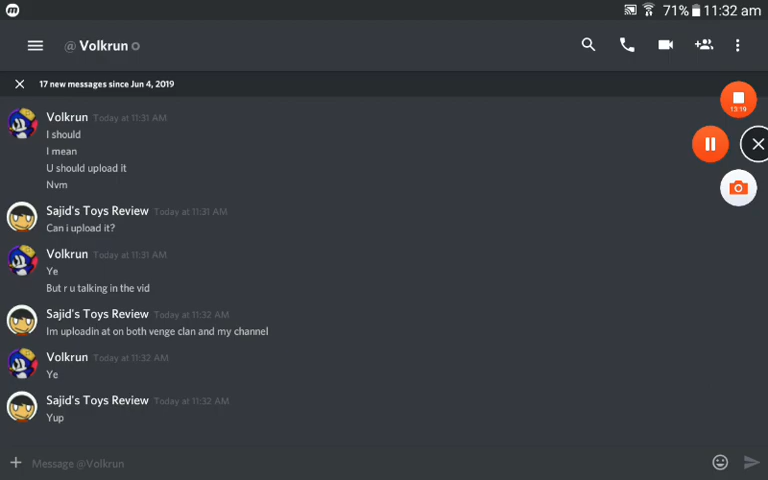 71% 11:32 am
@ Volkrun
17 new messages since Jun 4, 2019
13:19
Volkrun Today at 11:31 AM
I should
I mean
U should upload it
Nvm
Sajid's Toys Review Today at 11:31 AM
Can i upload it?
Volkrun Today at 11:31 AM
Ye
But r u talking in the vid
Sajid's Toys Review Today at 11:32 AM
Im uploadin at on both venge clan and my channel
Volkrun Today at 11:32 AM
Ye
Sajid's Toys Review Today at 11:32 AM
Yup
Message @Volkrun